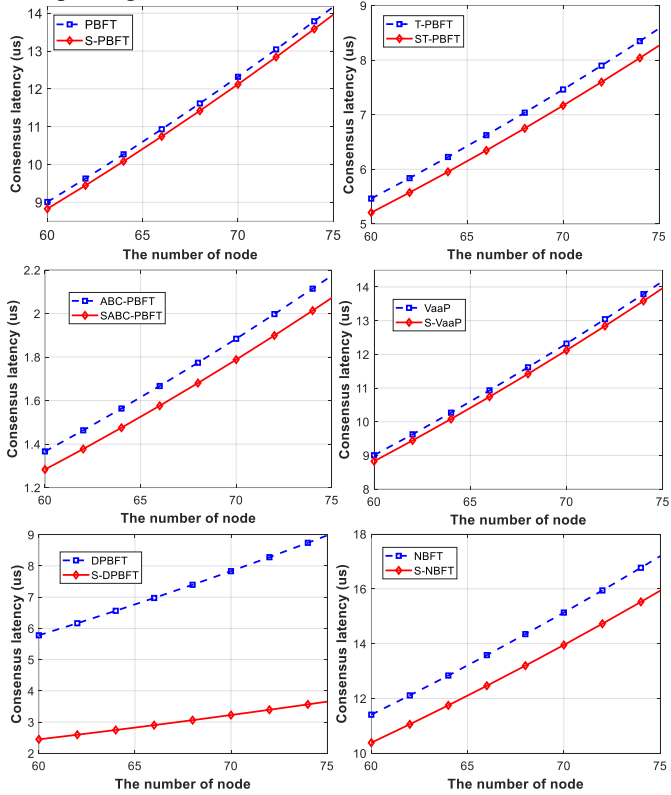 PBFT
S-PBFT
14
13
12
11
10
9
60
65
70
75
Consensus latency (us)
The number of node
T-PBFT
ST-PBFT
9
8
7
6
5
60
65
70
75
Consensus latency (us)
The number of node
ABC-PBFT
SABC-PBFT
2.2
2
1.8
1.6
1.4
1.2
60
65
70
75
Consensus latency (us)
The number of node
VaaP
S-VaaP
14
13
12
11
10
9
8
60
65
70
75
Consensus latency (us)
The number of node
DPBFT
S-DPBFT
9
8
7
6
5
4
3
2
60
65
70
75
Consensus latency (us)
The number of node
NBFT
S-NBFT
18
16
14
12
10
60
65
70
75
Consensus latency (us)
The number of node